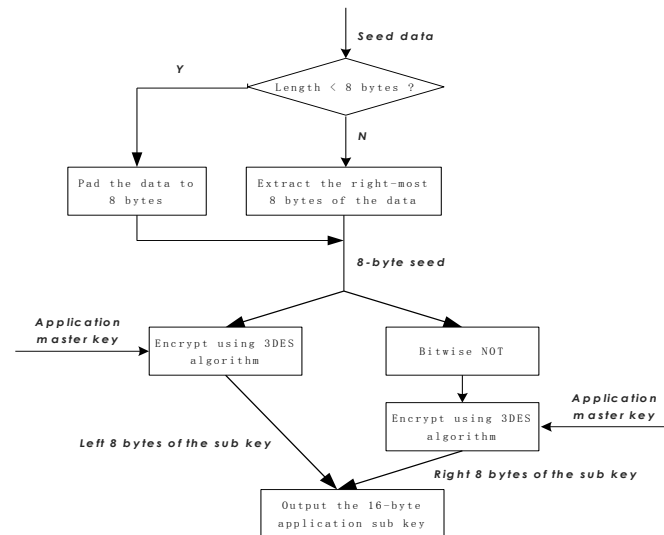 Seed data
Y
Length < 8 bytes ?
N
Pad the data to
8 bytes
Extract the right-most
8 bytes of the data
8-byte seed
Application
master key
Encrypt using 3DES
algorithm
Bitwise NOT
Application
master key
Encrypt using 3DES
algorithm
Left 8 bytes of the sub key
Right 8 bytes of the sub key
Output the 16-byte
application sub key